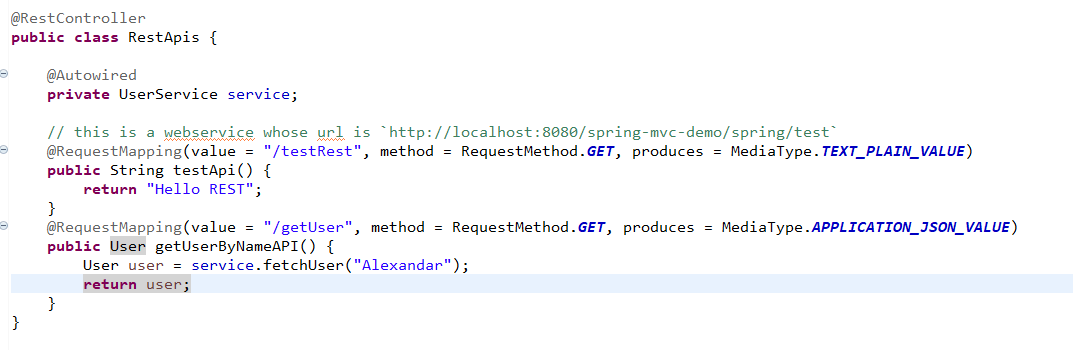 @RestController
public class RestApis {
@Autowired
private UserService service;
// this is a webservice whose url is `http://localhost:8080/spring-mvc-demo/spring/test`
@RequestMapping(value = "/testRest", method = RequestMethod.GET, produces = MediaType.TEXT_PLAIN_VALUE)
public String testApi() {
return "Hello REST";
}
@RequestMapping(value = "/getUser", method = RequestMethod.GET, produces = MediaType.APPLICATION_JSON_VALUE)
public User getUserByNameAPI() {
User user = service.fetchUser("Alexandar");
return user;
}
}